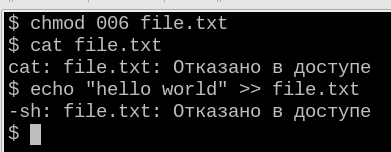 $ chmod 006 file.txt
$ cat file.txt
cat: file.txt: Отказано в доступе
$ echo "hello world" >> file.txt
-sh: file.txt: Отказано в доступе
$